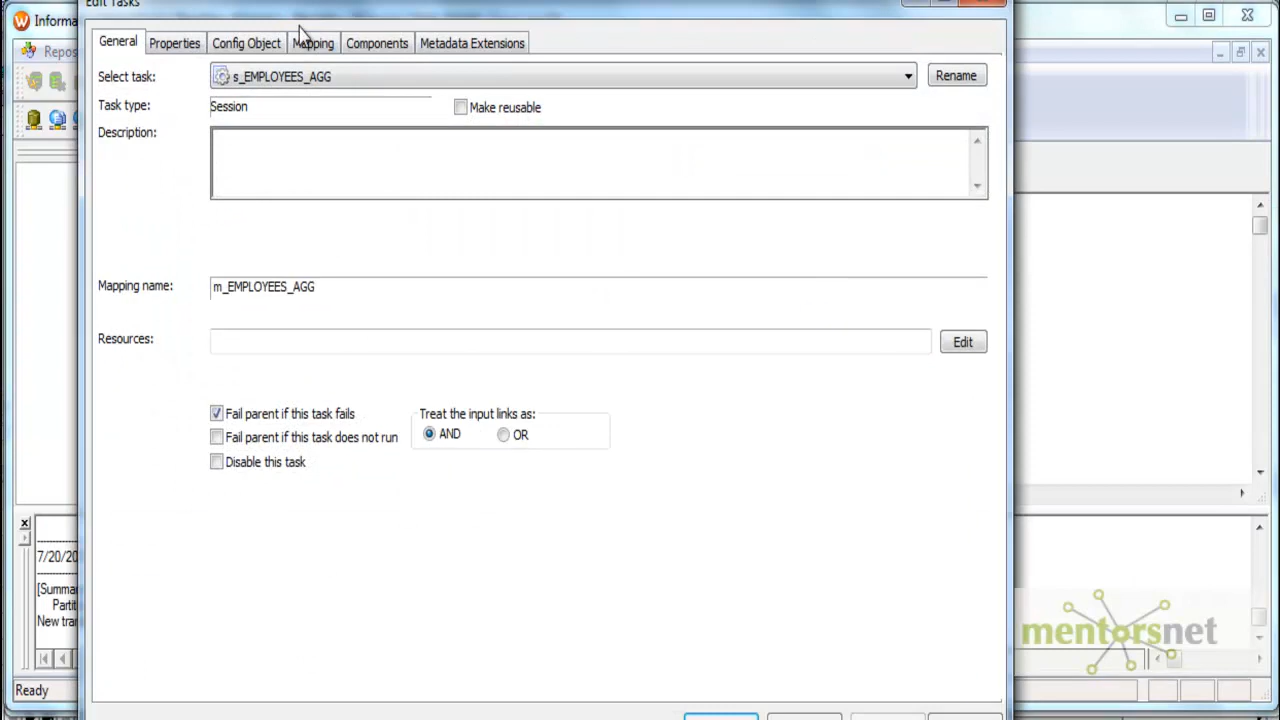 Edit Tasks
Informa
Repos
General Properties Config Object Mapping Components Metadata Extensions
Select task: s_EMPLOYEES_AGG Rename
Task type: Session Make reusable
Description:
Mapping name: m_EMPLOYEES_AGG
Resources: Edit
Fail parent if this task fails Treat the input links as:
Fail parent if this task does not run AND OR
Disable this task
7/20/20
[Summa
Partit
New tra
mentorsnet
Ready